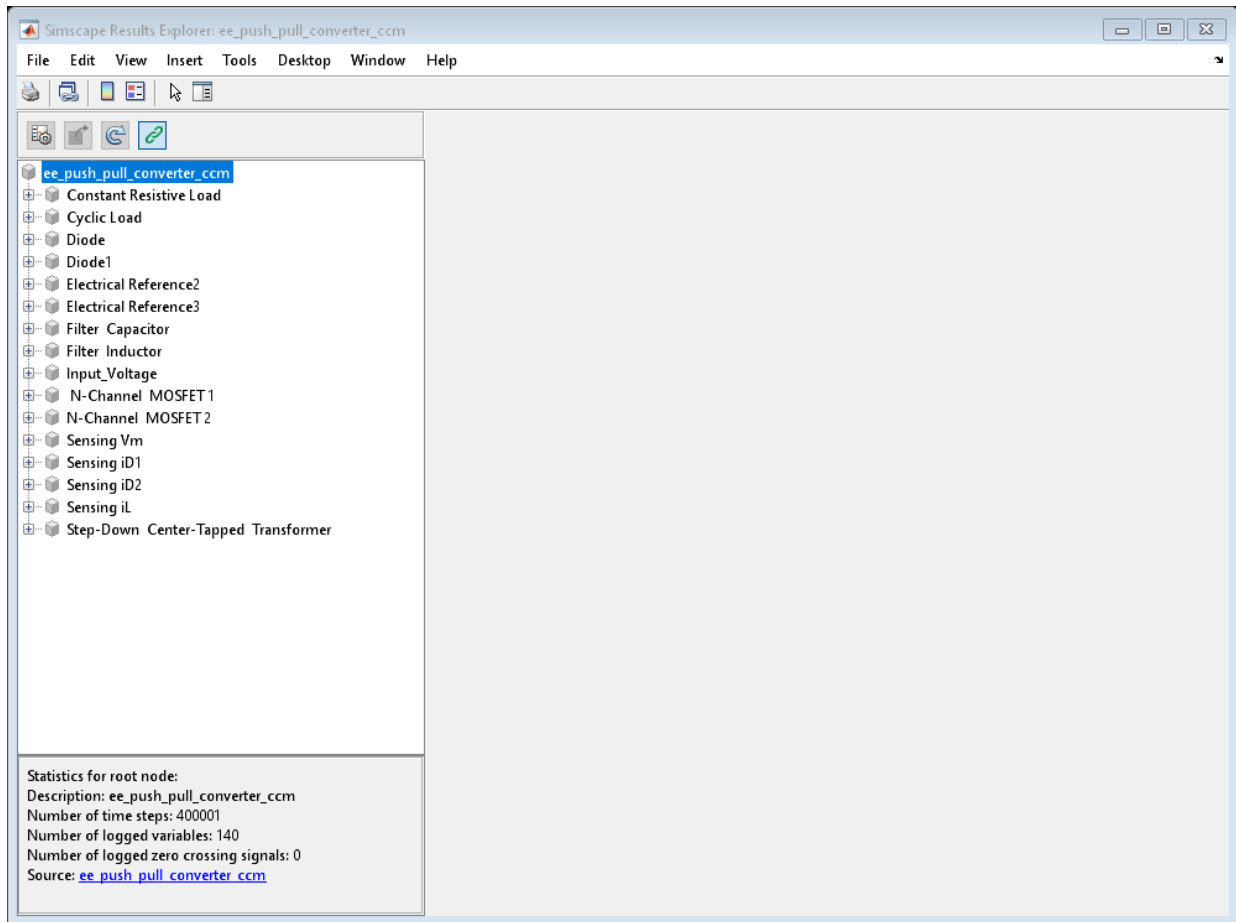 Simscape Results Explorer: ee_push_pull_converter_ccm
File Edit View Insert Tools Desktop Window Help
ee_push_pull_converter_ccm
Constant Resistive Load
Cyclic Load
Diode
Diode1
Electrical Reference2
Electrical Reference3
Filter Capacitor
Filter Inductor
Input_Voltage
N-Channel MOSFET1
N-Channel MOSFET2
Sensing Vm
Sensing iD1
Sensing iD2
Sensing iL
Step-Down Center-Tapped Transformer
Statistics for root node:
Description: ee_push_pull_converter_ccm
Number of time steps: 400001
Number of logged variables: 140
Number of logged zero crossing signals: 0
Source: ee_push_pull_converter_ccm